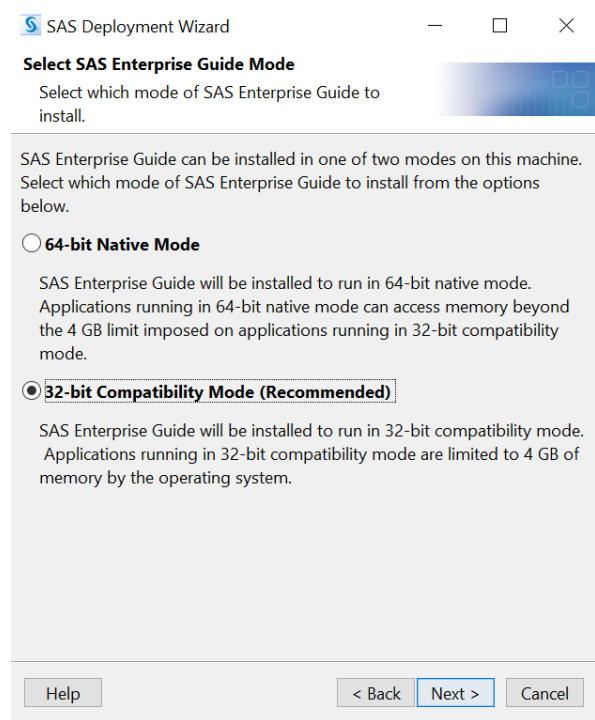 SAS Deployment Wizard
Select SAS Enterprise Guide Mode
Select which mode of SAS Enterprise Guide to
install.
SAS Enterprise Guide can be installed in one of two modes on this machine.
Select which mode of SAS Enterprise Guide to install from the options
below.
64-bit Native Mode
SAS Enterprise Guide will be installed to run in 64-bit native mode.
Applications running in 64-bit native mode can access memory beyond
the 4 GB limit imposed on applications running in 32-bit compatibility
mode.
32-bit Compatibility Mode (Recommended)
SAS Enterprise Guide will be installed to run in 32-bit compatibility mode.
Applications running in 32-bit compatibility mode are limited to 4 GB of
memory by the operating system.
Help < Back Next > Cancel